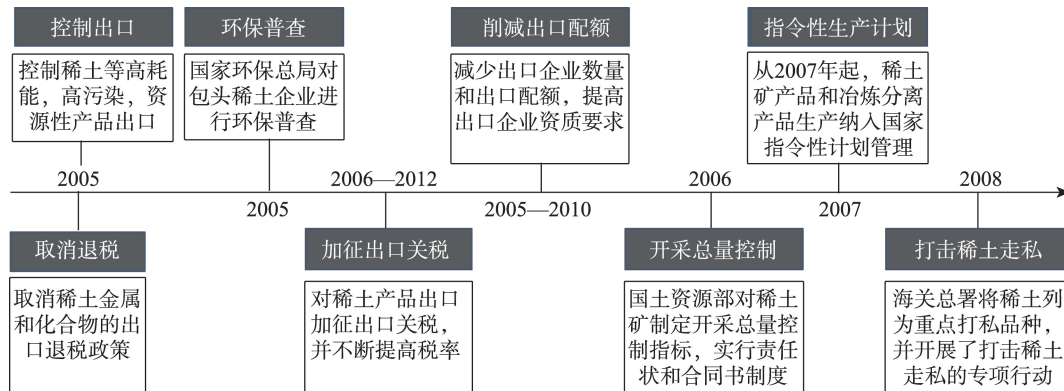 控制出口
控制稀土等高耗
能，高污染，资
源性产品出口
环保普查
国家环保总局对
包头稀土企业进
行环保普查
削减出口配额
减少出口企业数量
和出口配额，提高
出口企业资质要求
指令性生产计划
从2007年起，稀土
矿产品和冶炼分离
产品生产纳入国家
指令性计划管理
2005
2006—2012
2006
2008
2005
2005—2010
2007
取消退税
取消稀土金属
和化合物的出
口退税政策
加征出口关税
对稀土产品出口
加征出口关税，
并不断提高税率
开采总量控制
国土资源部对稀土
矿制定开采总量控
制指标，实行责任
状和合同书制度
打击稀土走私
海关总署将稀土列
为重点打私品种，
并开展了打击稀土
走私的专项行动